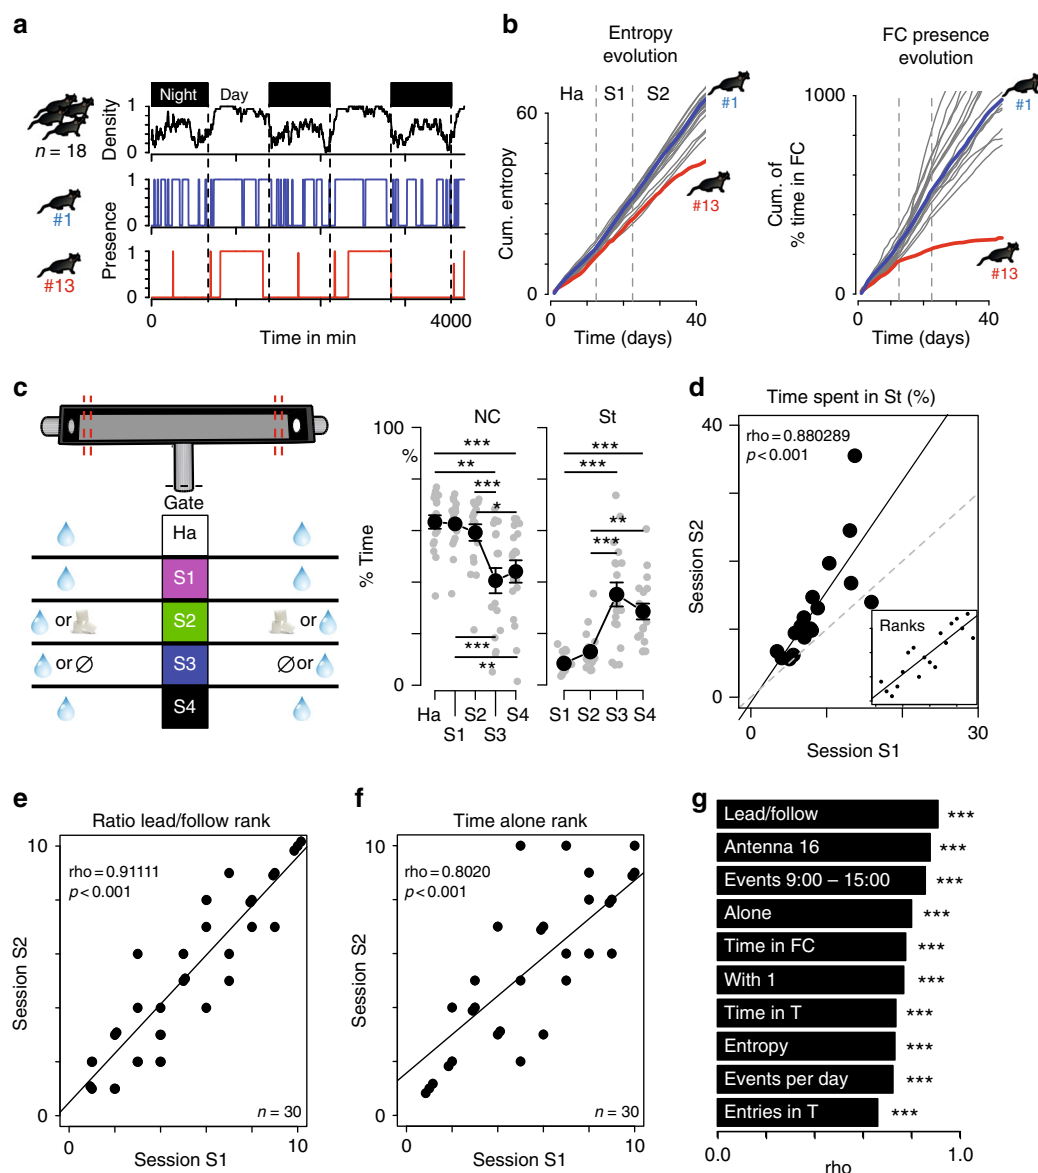 a
Night
Day
n = 18
Density
1
0
#1
1
0
Presence
#13
1
0
0
4000
Time in min
b
Entropy
evolution
Ha
S1
S2
60
0
Cum. entropy
#1
#13
0
40
Time (days)
FC presence
evolution
1000
0
Cum. of
% time in FC
#1
#13
0
40
Time (days)
c
Gate
Ha
S1
or
S2
or
or Ø
S3
Ø or
S4
NC
St
100
%
% Time
0
***
**
***
*
***
**
***
***
**
***
Ha
S1
S2
S3
S4
S1
S2
S3
S4
d
Time spent in St (%)
40
rho = 0.880289
p < 0.001
Session S2
Ranks
0
0
30
Session S1
e
Ratio lead/follow rank
10
rho = 0.91111
p < 0.001
Session S2
0
n = 30
0
10
Session S1
f
Time alone rank
10
rho = 0.8020
p < 0.001
Session S2
0
n = 30
0
10
Session S1
g
Lead/follow ***
Antenna 16 ***
Events 9:00 – 15:00 ***
Alone ***
Time in FC ***
With 1 ***
Time in T ***
Entropy ***
Events per day ***
Entries in T ***
0.0
1.0
rho